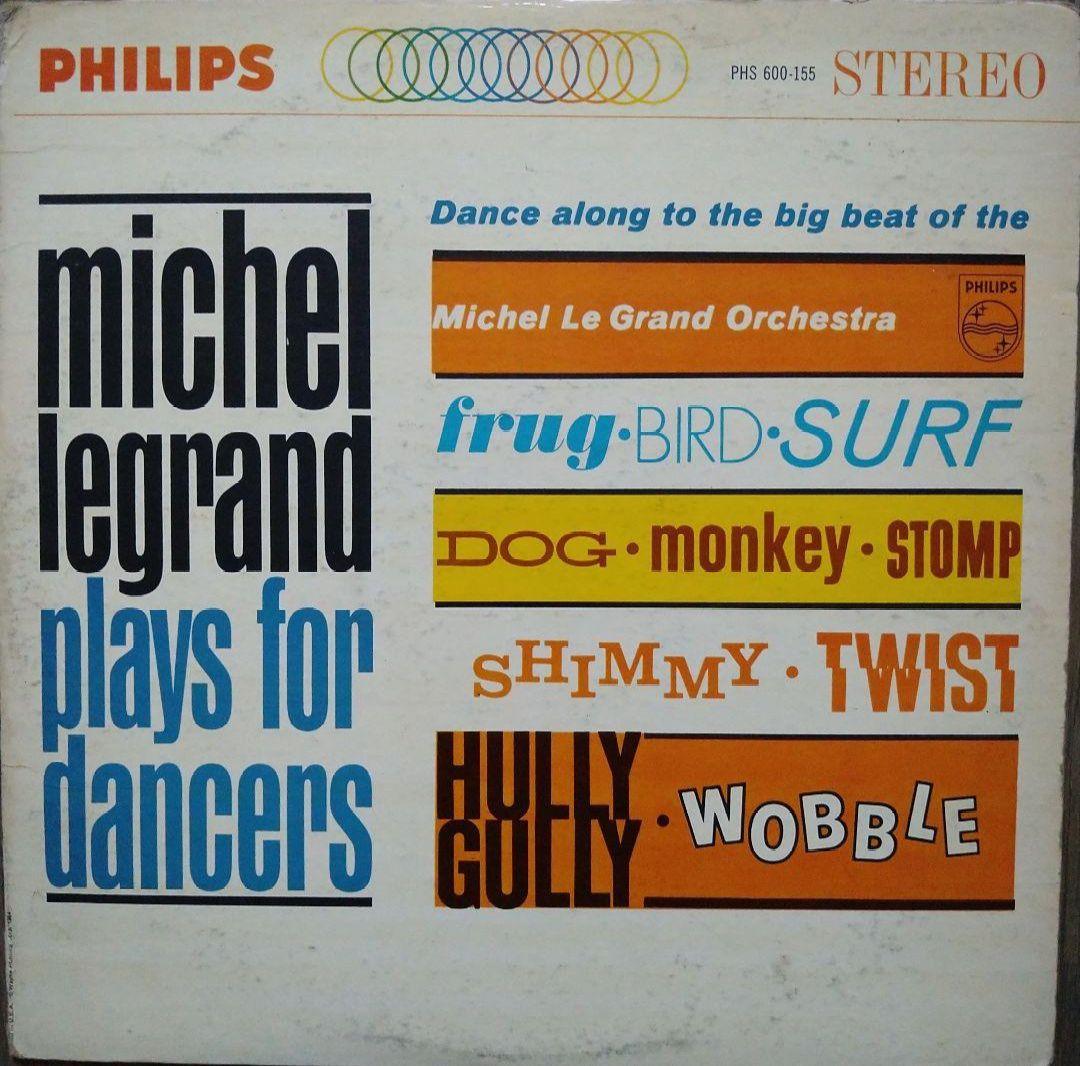 PHILIPS
PHS 600-155 STEREO
michel
legrand
plays for
dancers
Dance along to the big beat of the
Michel Le Grand Orchestra
PHILIPS
frug·BIRD·SURF
DOG · monkey · STOMP
SHIMMY · TWIST
HULLY
GULLY · WOBBLE